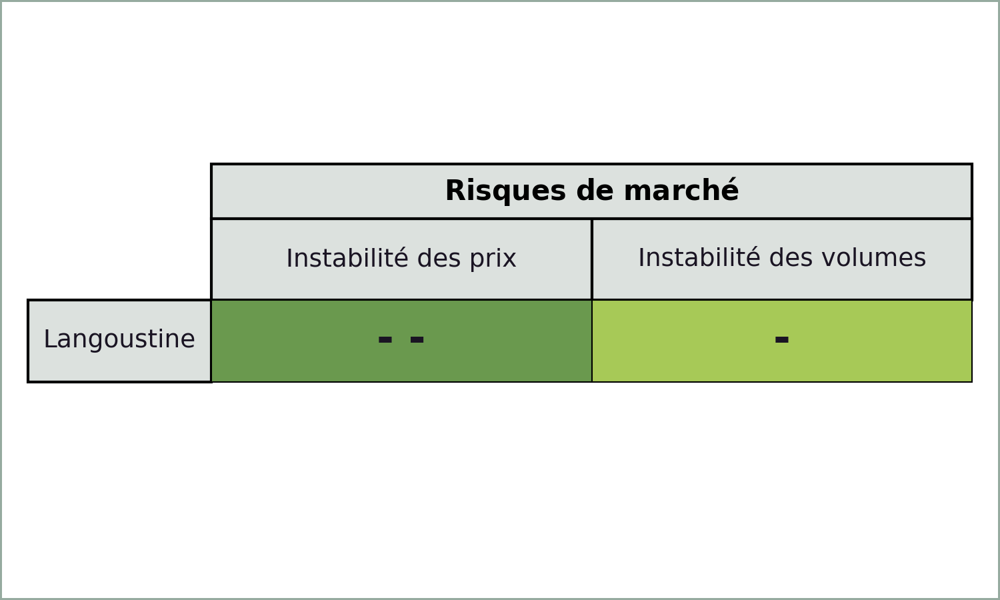 Risques de marché
Instabilité des prix
Instabilité des volumes
Langoustine
- -
-